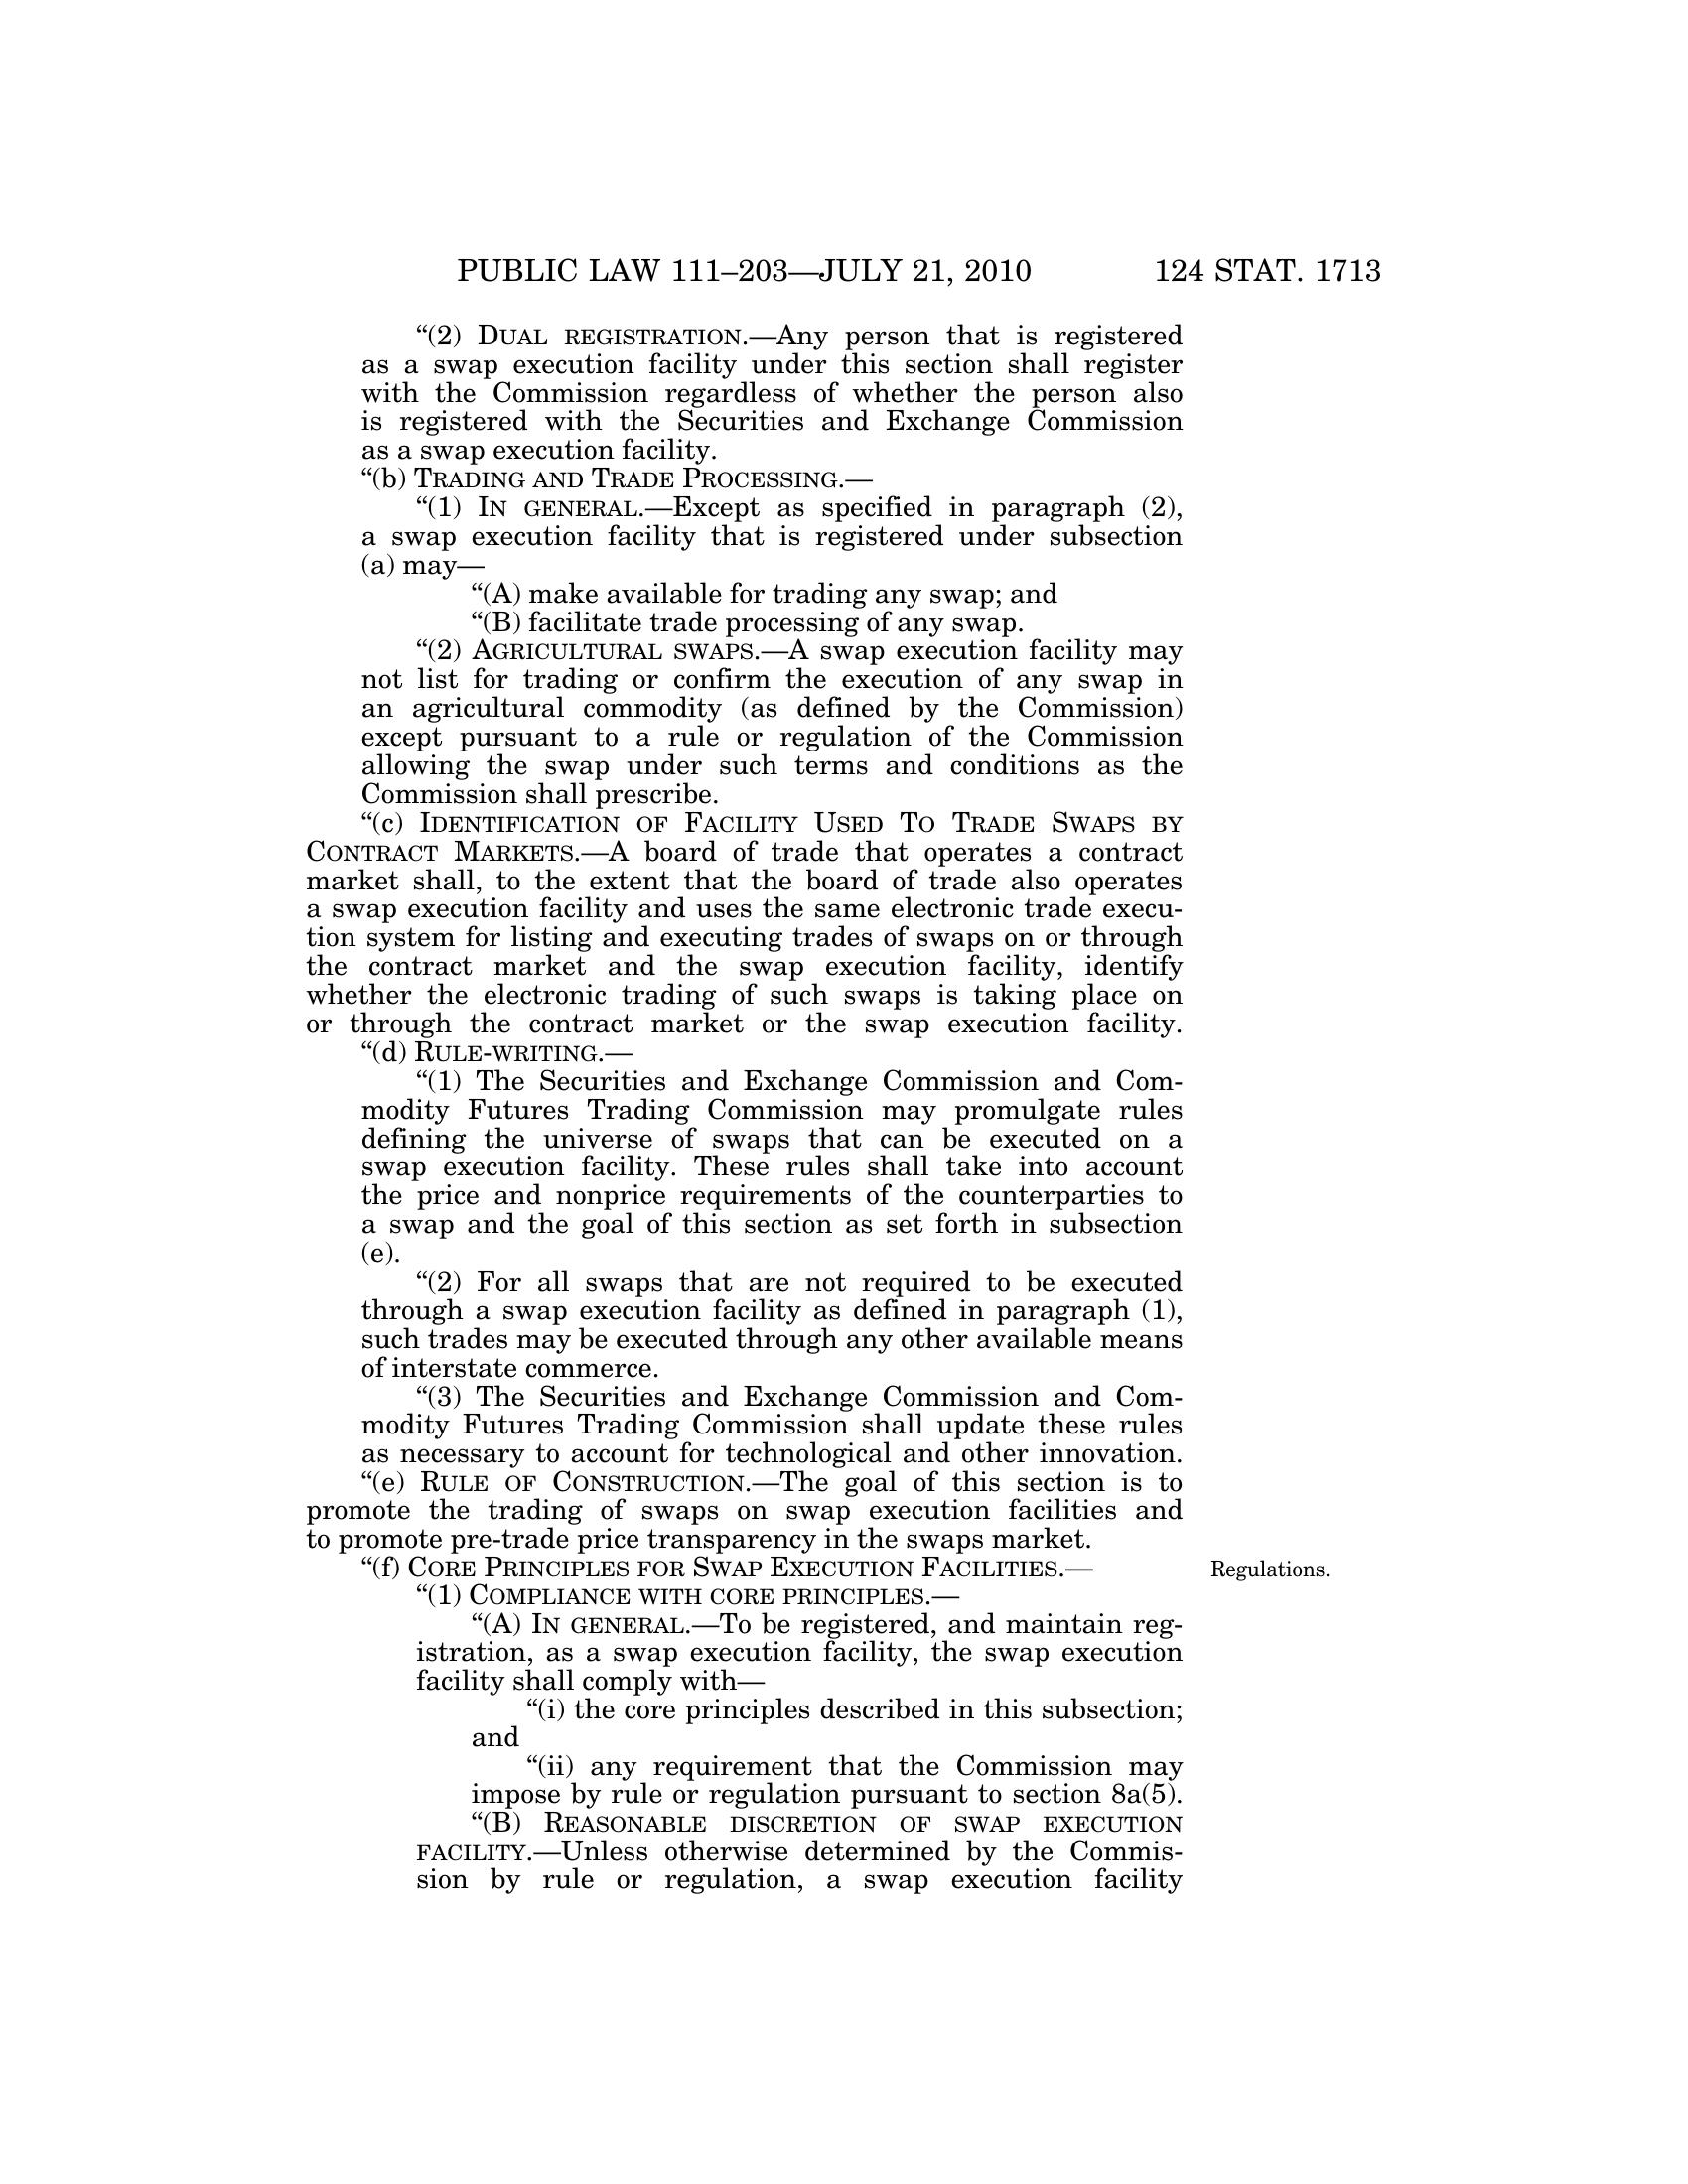 PUBLIC LAW 111–203—JULY 21, 2010 124 STAT. 1713
“(2) DUAL REGISTRATION.—Any person that is registered
as a swap execution facility under this section shall register
with the Commission regardless of whether the person also
is registered with the Securities and Exchange Commission
as a swap execution facility.
“(b) TRADING AND TRADE PROCESSING.—
“(1) IN GENERAL.—Except as specified in paragraph (2),
a swap execution facility that is registered under subsection
(a) may—
“(A) make available for trading any swap; and
“(B) facilitate trade processing of any swap.
“(2) AGRICULTURAL SWAPS.—A swap execution facility may
not list for trading or confirm the execution of any swap in
an agricultural commodity (as defined by the Commission)
except pursuant to a rule or regulation of the Commission
allowing the swap under such terms and conditions as the
Commission shall prescribe.
“(c) IDENTIFICATION OF FACILITY USED TO TRADE SWAPS BY
CONTRACT MARKETS.—A board of trade that operates a contract
market shall, to the extent that the board of trade also operates
a swap execution facility and uses the same electronic trade execu-
tion system for listing and executing trades of swaps on or through
the contract market and the swap execution facility, identify
whether the electronic trading of such swaps is taking place on
or through the contract market or the swap execution facility.
“(d) RULE-WRITING.—
“(1) The Securities and Exchange Commission and Com-
modity Futures Trading Commission may promulgate rules
defining the universe of swaps that can be executed on a
swap execution facility. These rules shall take into account
the price and nonprice requirements of the counterparties to
a swap and the goal of this section as set forth in subsection
(e).
“(2) For all swaps that are not required to be executed
through a swap execution facility as defined in paragraph (1),
such trades may be executed through any other available means
of interstate commerce.
“(3) The Securities and Exchange Commission and Com-
modity Futures Trading Commission shall update these rules
as necessary to account for technological and other innovation.
“(e) RULE OF CONSTRUCTION.—The goal of this section is to
promote the trading of swaps on swap execution facilities and
to promote pre-trade price transparency in the swaps market.
“(f) CORE PRINCIPLES FOR SWAP EXECUTION FACILITIES.— Regulations.
“(1) COMPLIANCE WITH CORE PRINCIPLES.—
“(A) IN GENERAL.—To be registered, and maintain reg-
istration, as a swap execution facility, the swap execution
facility shall comply with—
“(i) the core principles described in this subsection;
and
“(ii) any requirement that the Commission may
impose by rule or regulation pursuant to section 8a(5).
“(B) REASONABLE DISCRETION OF SWAP EXECUTION
FACILITY.—Unless otherwise determined by the Commis-
sion by rule or regulation, a swap execution facility